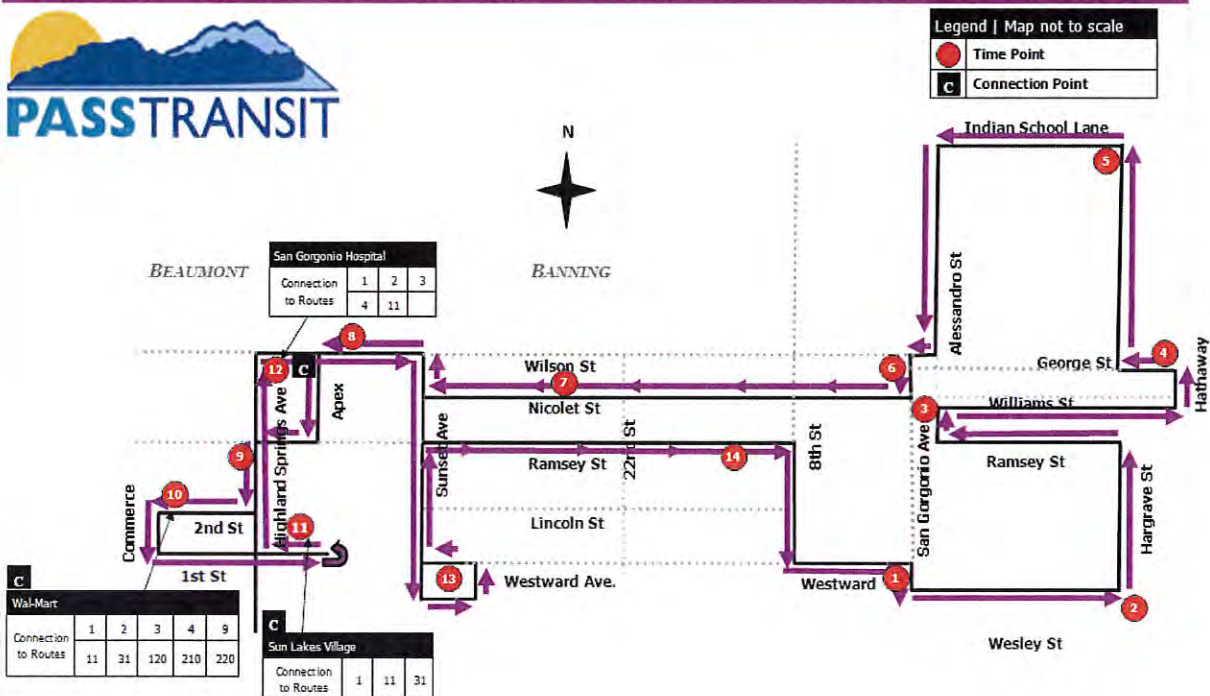 PASSTRANSIT
Legend | Map not to scale
Time Point
C Connection Point
N
Indian School Lane
5
BEAUMONT
BANNING
San Gorgonio Hospital
Connection to Routes
1 2 3
4 11
Alessandro St
8
12
C
Wilson St
6
George St
4
Hathaway
7
Highland Springs Ave
Apex
Nicolet St
3
Williams St
Sunset Ave
22nd St
8th St
San Gorgonio Ave
9
Ramsey St
14
Ramsey St
Commerce
10
2nd St
11
Lincoln St
Hargrave St
1st St
13
Westward Ave.
Westward
1
2
Wesley St
C
Wal-Mart
Connection to Routes
1 2 3 4 9
11 31 120 210 220
C
Sun Lakes Village
Connection to Routes
1 11 31